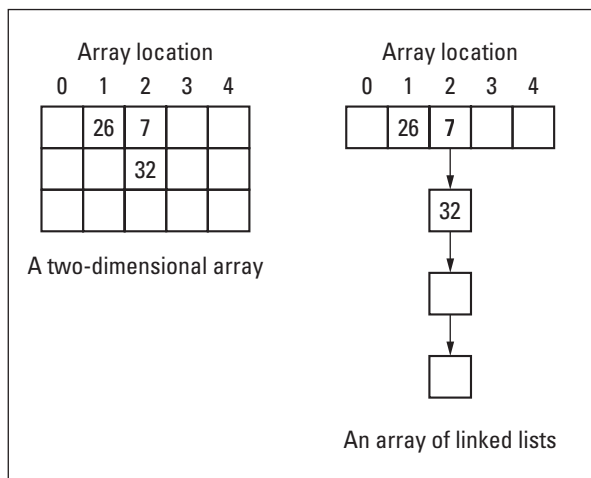 Array location
0 1 2 3 4
26 7
32
A two-dimensional array
Array location
0 1 2 3 4
26 7
32
An array of linked lists